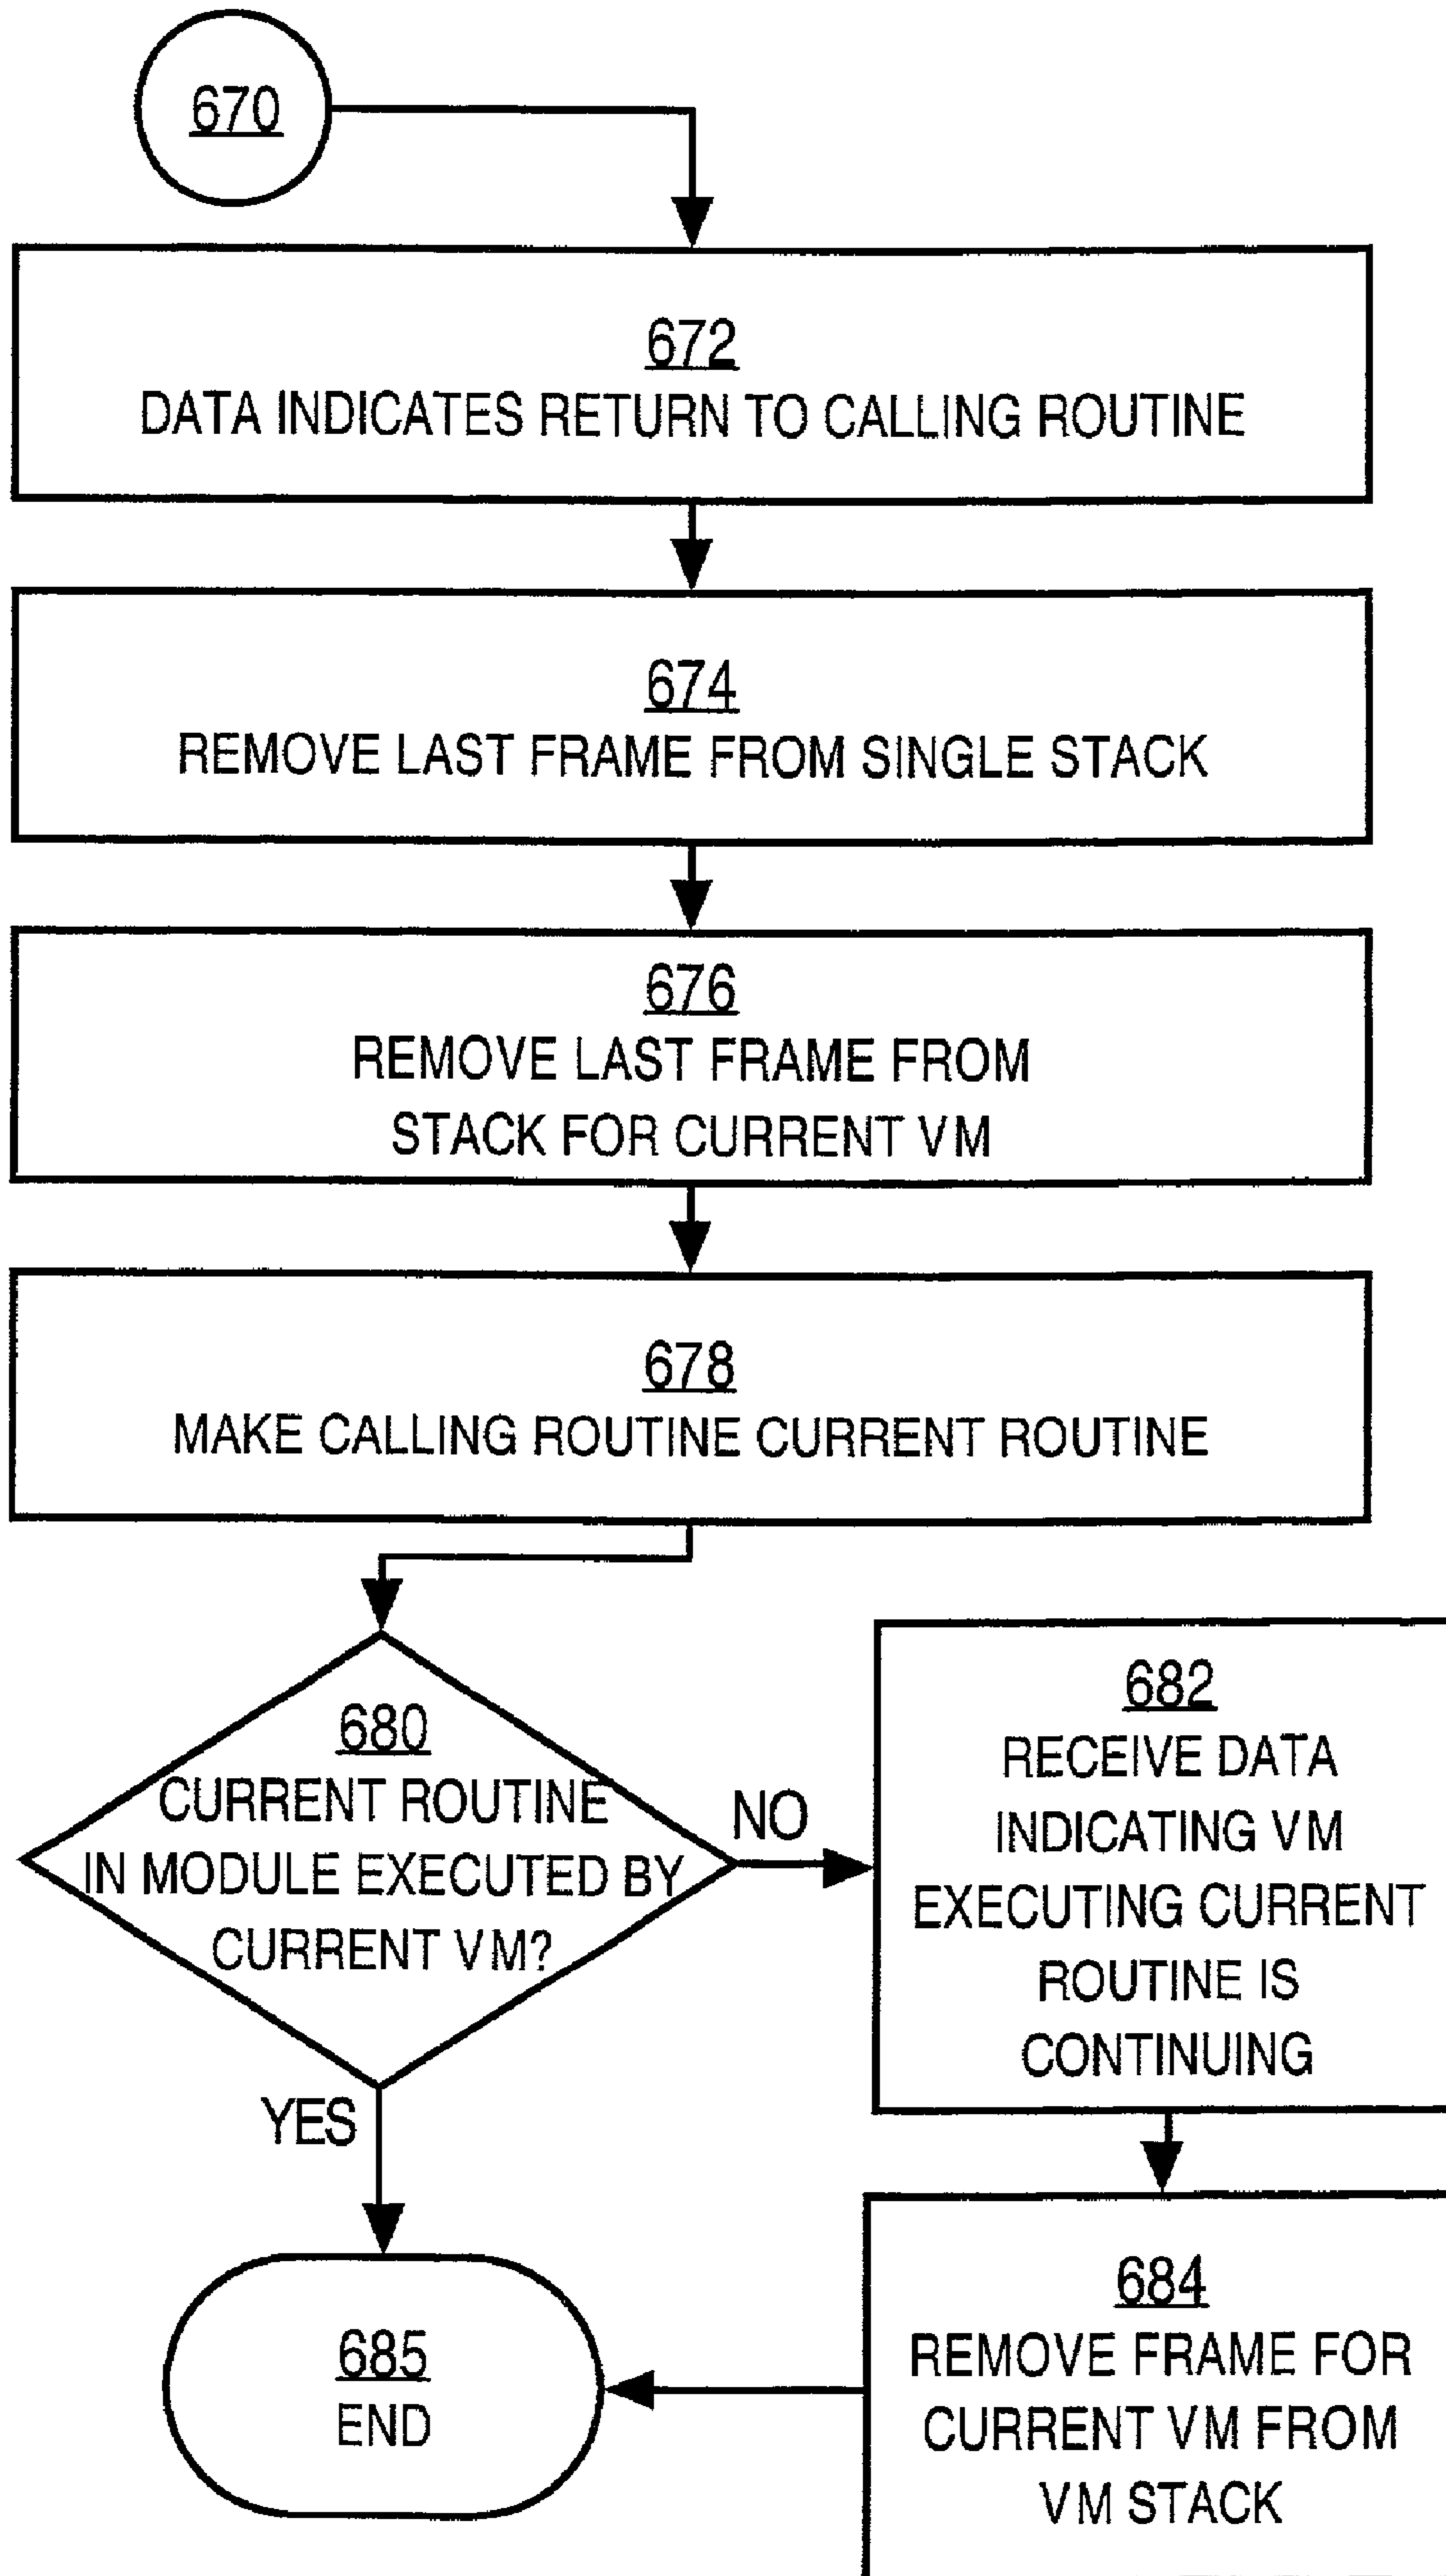 670
672
DATA INDICATES RETURN TO CALLING ROUTINE
674
REMOVE LAST FRAME FROM SINGLE STACK
676
REMOVE LAST FRAME FROM
STACK FOR CURRENT VM
678
MAKE CALLING ROUTINE CURRENT ROUTINE
680
CURRENT ROUTINE
IN MODULE EXECUTED BY
CURRENT VM?
NO
682
RECEIVE DATA
INDICATING VM
EXECUTING CURRENT
ROUTINE IS
CONTINUING
YES
684
REMOVE FRAME FOR
CURRENT VM FROM
VM STACK
685
END